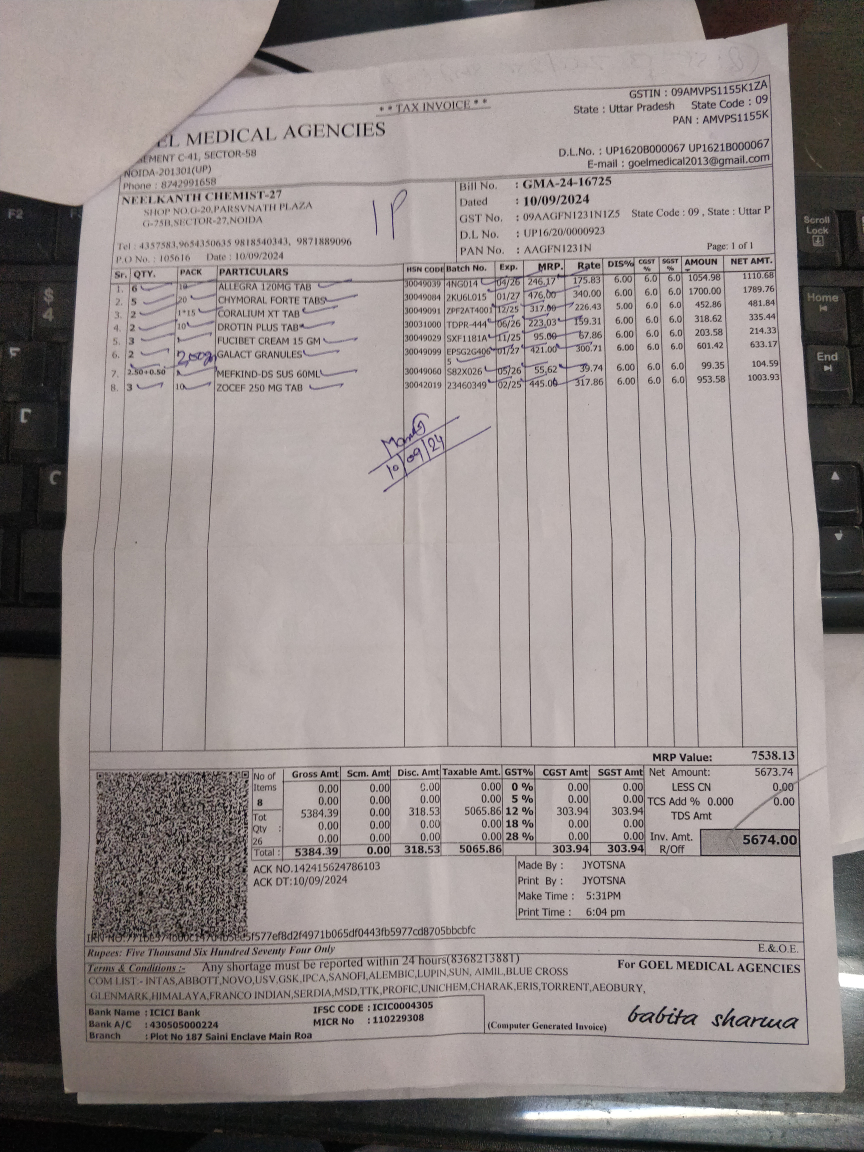 * * TAX INVOICE * *
GSTIN : 09AMVPS1155K1ZA
State : Uttar Pradesh State Code : 09
PAN : AMVPS1155K
D.L.No. : UP1620B000067 UP1621B000067
E-mail : goelmedical2013@gmail.com
OEL MEDICAL AGENCIES
EMENT C-41, SECTOR-58
NOIDA-201301(UP)
Phone : 8742991658
NEELKANTH CHEMIST-27
SHOP NO.G-20,PARSVNATH PLAZA
G-75B,SECTOR-27,NOIDA
Tel : 4357583,9654350635 9818540343, 9871889096
P.O No. : 105616 Date : 10/09/2024
IP
Bill No. : GMA-24-16725
Dated : 10/09/2024
GST No. : 09AAGFN1231N1Z5 State Code : 09 , State : Uttar P
D.L No. : UP16/20/0000923
PAN No. : AAGFN1231N Page: 1 of 1
Sr. QTY. PACK PARTICULARS HSN CODE Batch No. Exp. MRP. Rate DIS% CGST % SGST % AMOUN NET AMT.
1. 6 10 ALLEGRA 120MG TAB 30049039 4NG014 04/26 246.17 175.83 6.00 6.0 6.0 1054.98 1110.68
2. 5 20 CHYMORAL FORTE TABS 30049084 2KU6L015 01/27 476.00 340.00 6.00 6.0 6.0 1700.00 1789.76
3. 2 1*15 CORALIUM XT TAB 30049091 ZPF2AT4001 12/25 317.00 226.43 5.00 6.0 6.0 452.86 481.84
4. 2 10 DROTIN PLUS TAB 30031000 TDPR-444 06/26 223.03 159.31 6.00 6.0 6.0 318.62 335.44
5. 3 FUCIBET CREAM 15 GM 30049029 SXF1181A 11/25 95.00 67.86 6.00 6.0 6.0 203.58 214.33
6. 2 200g GALACT GRANULES 30049099 EPSG2G406 01/27 421.00 300.71 6.00 6.0 6.0 601.42 633.17
5
7. 2.50+0.50 MEFKIND-DS SUS 60ML 30049060 S82X026 05/26 55.62 39.74 6.00 6.0 6.0 99.35 104.59
8. 3 10 ZOCEF 250 MG TAB 30042019 23460349 02/25 445.00 317.86 6.00 6.0 6.0 953.58 1003.93
10/09/24
MRP Value: 7538.13
No of Items 8
Tot Qty : 26
Gross Amt Scm. Amt Disc. Amt Taxable Amt. GST% CGST Amt SGST Amt
0.00 0.00 0.00 0.00 0 % 0.00 0.00
0.00 0.00 0.00 0.00 5 % 0.00 0.00
5384.39 0.00 318.53 5065.86 12 % 303.94 303.94
0.00 0.00 0.00 0.00 18 % 0.00 0.00
0.00 0.00 0.00 0.00 28 % 0.00 0.00
Total : 5384.39 0.00 318.53 5065.86 303.94 303.94
Net Amount: 5673.74
LESS CN 0.00
TCS Add % 0.000 0.00
TDS Amt
Inv. Amt. 5674.00
R/Off
ACK NO.142415624786103
ACK DT:10/09/2024
Made By : JYOTSNA
Print By : JYOTSNA
Make Time : 5:31PM
Print Time : 6:04 pm
Rupees: Five Thousand Six Hundred Seventy Four Only
E.& O.E.
Terms & Conditions :- Any shortage must be reported within 24 hours(8368213881)
COM LIST:- INTAS,ABBOTT,NOVO,USV,GSK,IPCA,SANOFI,ALEMBIC,LUPIN,SUN, AIMIL,BLUE CROSS
GLENMARK,HIMALAYA,FRANCO INDIAN,SERDIA,MSD,TTK,PROFIC,UNICHEM,CHARAK,ERIS,TORRENT,AEOBURY,
For GOEL MEDICAL AGENCIES
Bank Name : ICICI Bank IFSC CODE : ICIC0004305
Bank A/C : 430505000224 MICR No : 110229308
Branch : Plot No 187 Saini Enclave Main Roa
(Computer Generated Invoice)
babita sharma
F2
$
4
E
C
Scroll
Lock
Home
End